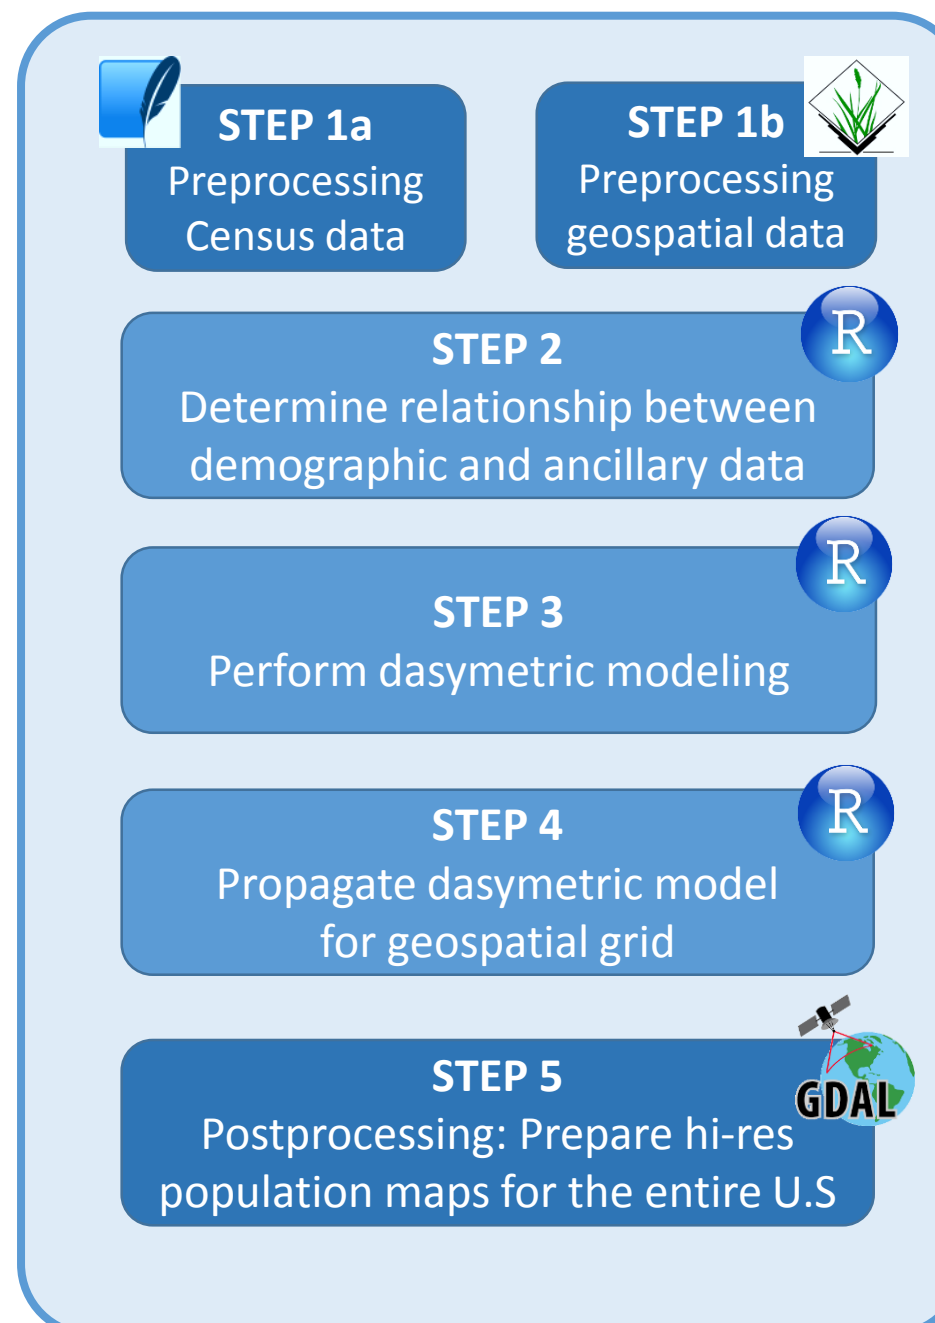 STEP 1a
Preprocessing
Census data
STEP 1b
Preprocessing
geospatial data
R
STEP 2
Determine relationship between
demographic and ancillary data
R
STEP 3
Perform dasymetric modeling
R
STEP 4
Propagate dasymetric model
for geospatial grid
GDAL
STEP 5
Postprocessing: Prepare hi-res
population maps for the entire U.S